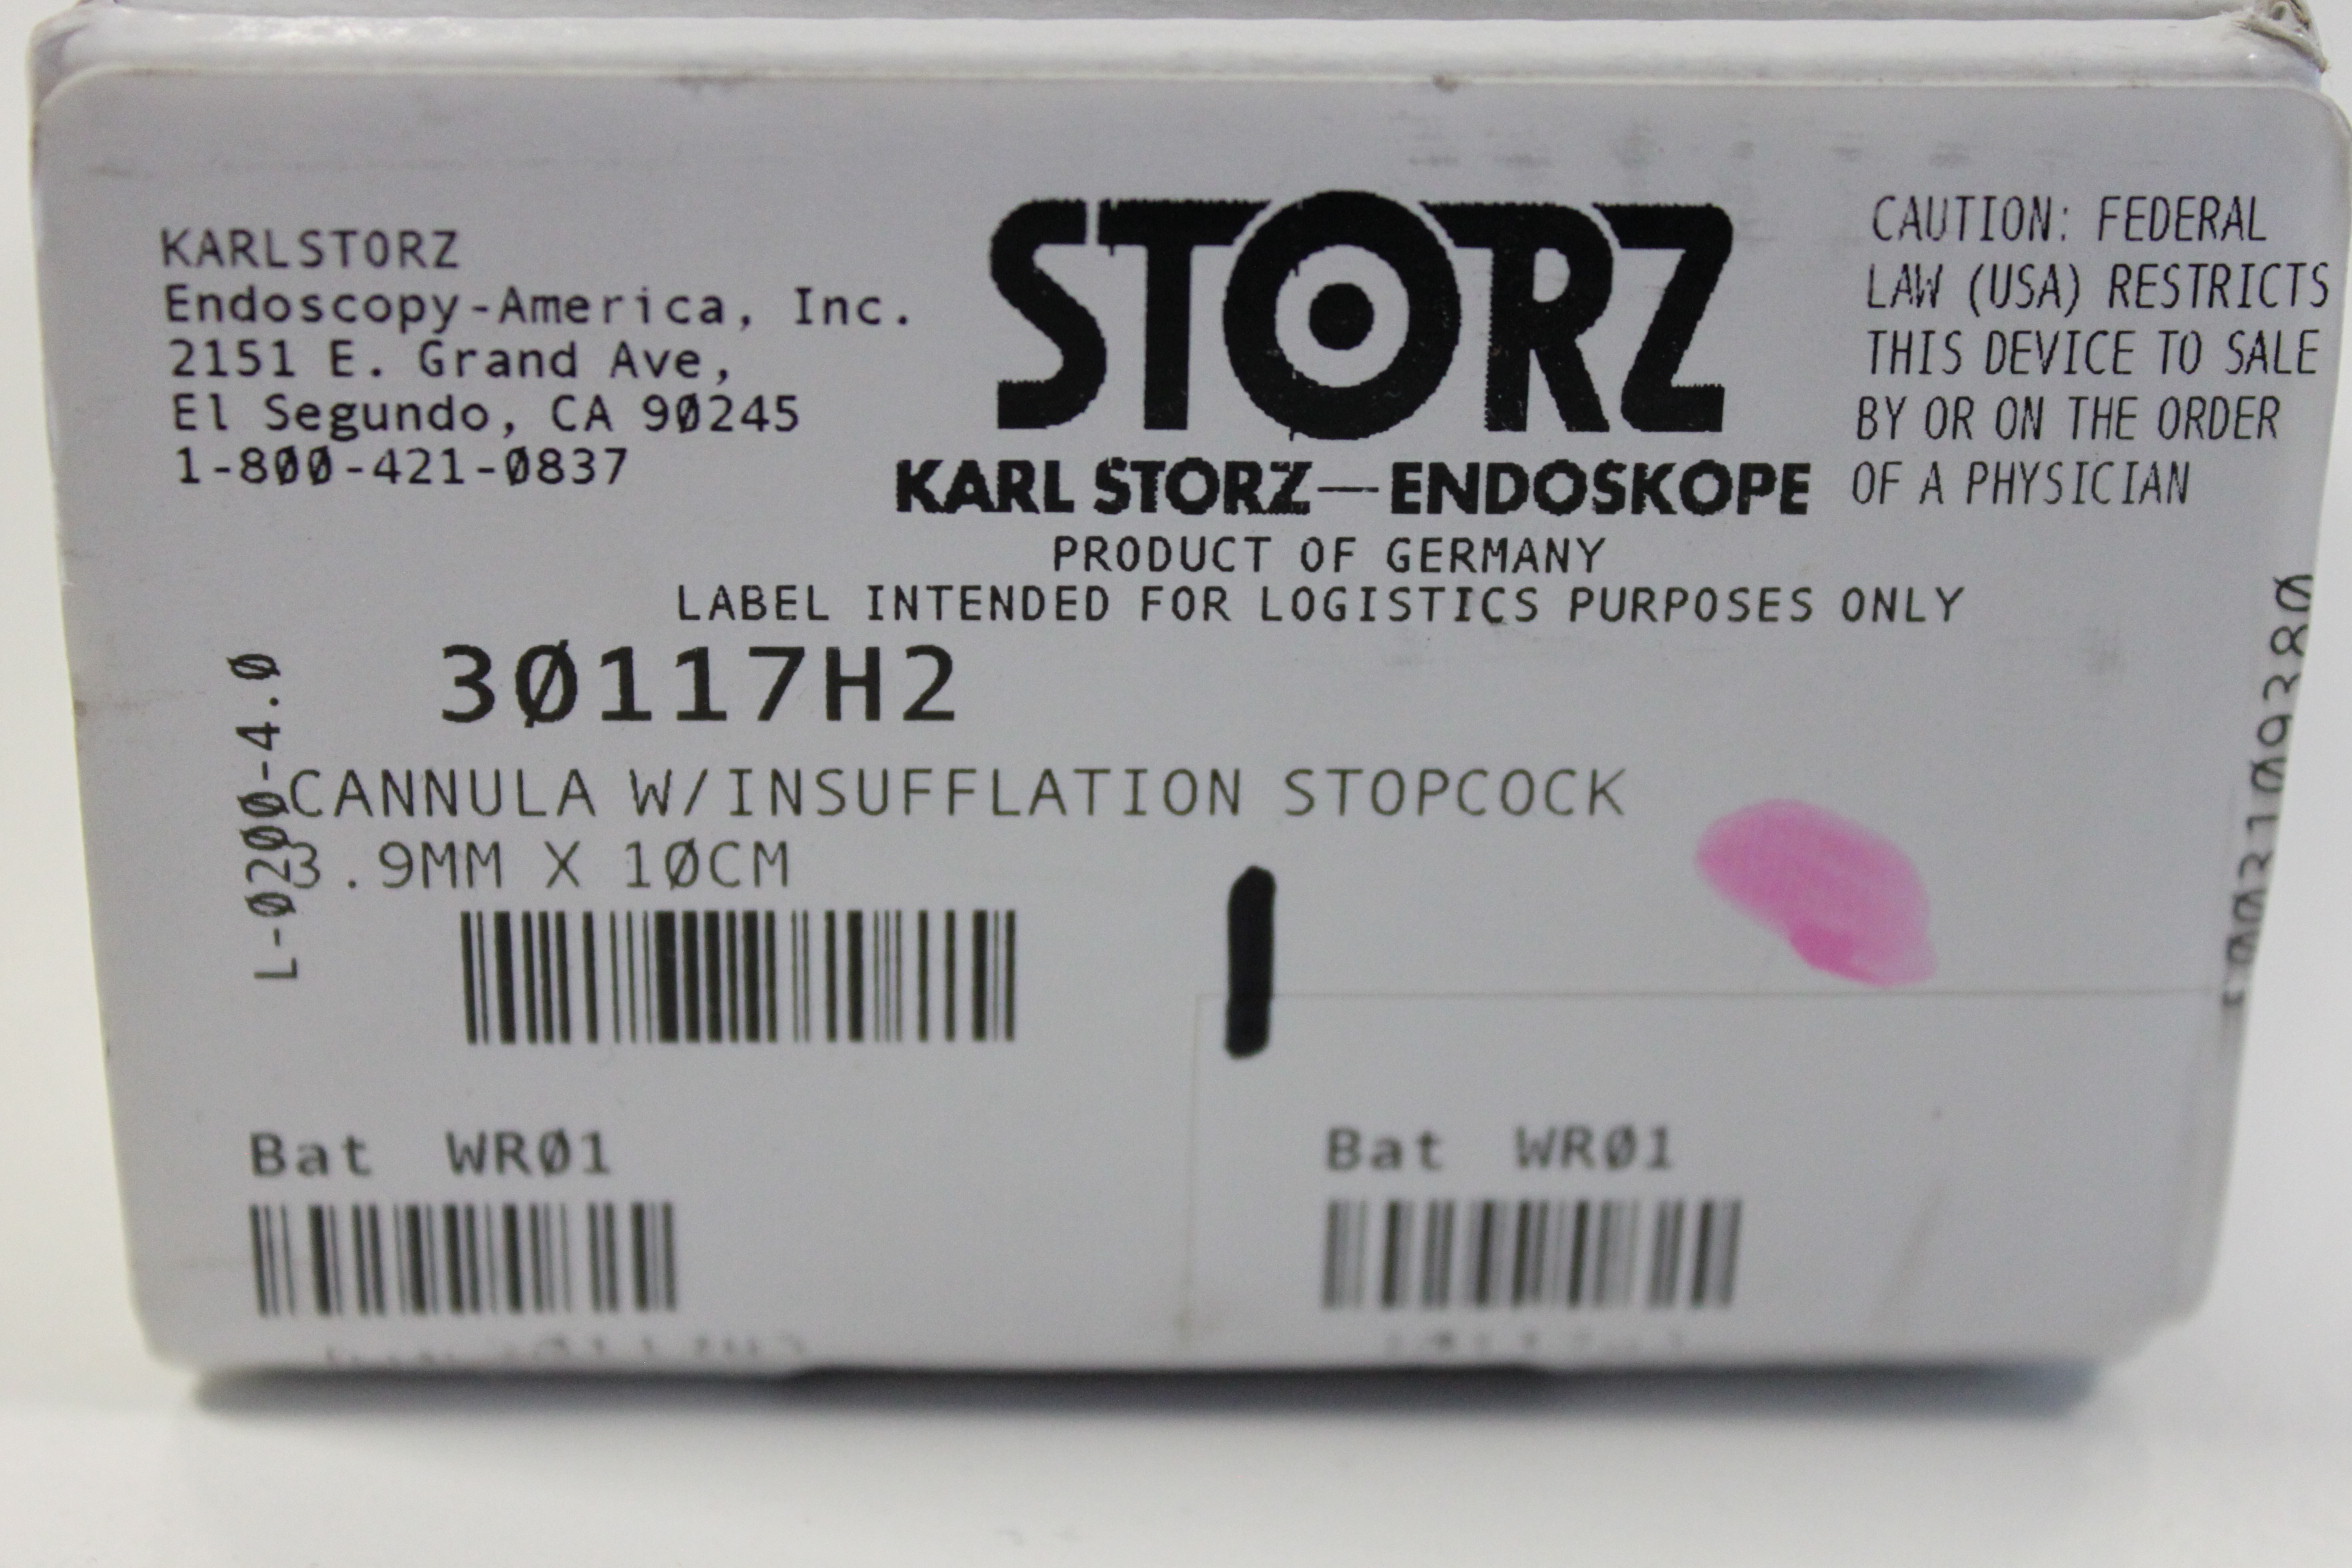 KARL STORZ
Endoscopy-America, Inc.
2151 E. Grand Ave,
El Segundo, CA 90245
1-800-421-0837
STORZ
KARL STORZ—ENDOSKOPE
CAUTION: FEDERAL
LAW (USA) RESTRICTS
THIS DEVICE TO SALE
BY OR ON THE ORDER
OF A PHYSICIAN
PRODUCT OF GERMANY
LABEL INTENDED FOR LOGISTICS PURPOSES ONLY
30117H2
CANNULA W/INSUFFLATION STOPCOCK
3.9MM X 10CM
L-0200-4.0
Bat WR01
Bat WR01